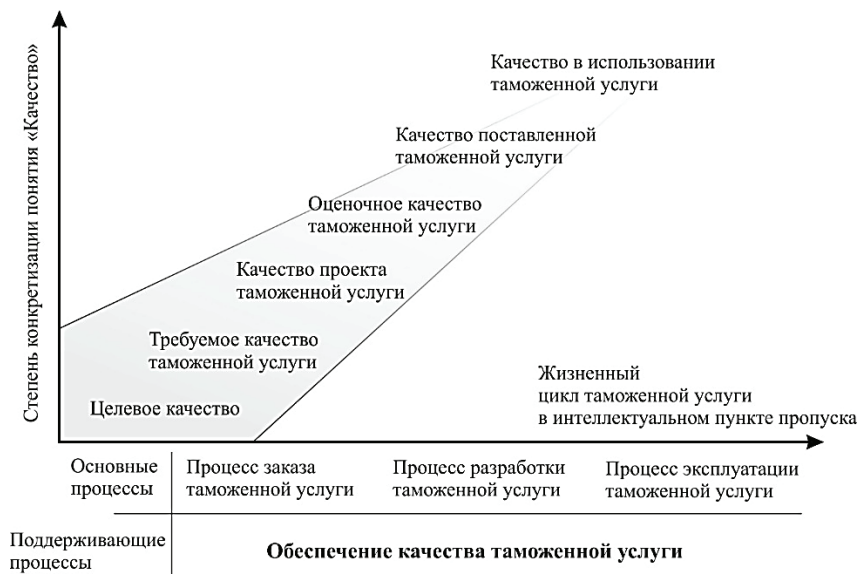 Степень конкретизации понятия «Качество»
Качество в использовании
таможенной услуги
Качество поставленной
таможенной услуги
Оценочное качество
таможенной услуги
Качество проекта
таможенной услуги
Требуемое качество
таможенной услуги
Целевое качество
Жизненный
цикл таможенной услуги
в интеллектуальном пункте пропуска
Основные
процессы
Процесс заказа
таможенной услуги
Процесс разработки
таможенной услуги
Процесс эксплуатации
таможенной услуги
Поддерживающие
процессы
Обеспечение качества таможенной услуги